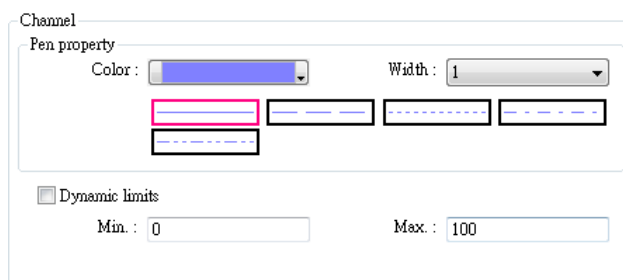 Channel
Pen property
Color : Width : 1
Dynamic limits
Min. : 0 Max. : 100